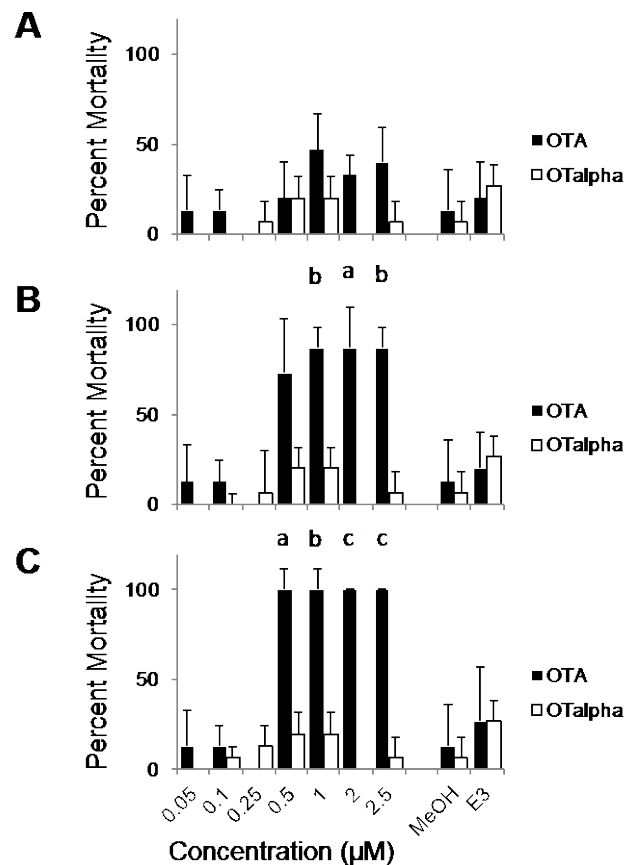 A
Percent Mortality
100
50
0
OTA
OTalpha
b a b
B
Percent Mortality
100
50
0
OTA
OTalpha
a b c c
C
Percent Mortality
100
50
0
OTA
OTalpha
0.05 0.1 0.25 0.5 1 2 2.5 MeOH E3
Concentration (µM)